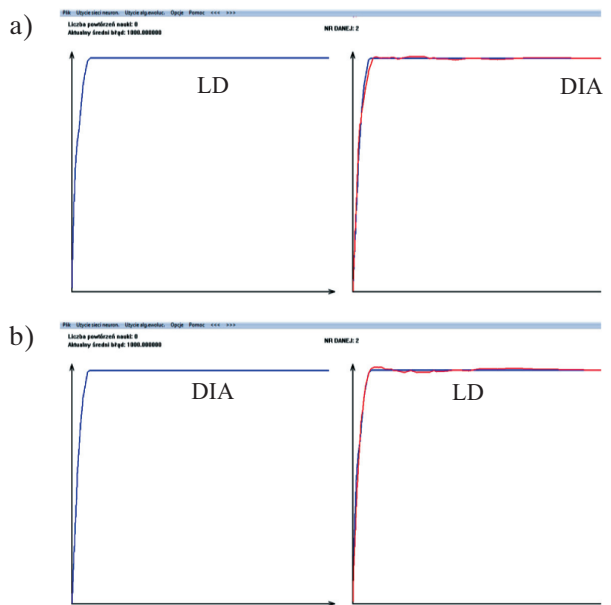 a)
Plik Użycie sieci neuron. Użycie alg.ewoluc. Opcje Pomoc <<< >>>
Liczba powtórzeń nauki: 0
Aktualny średni błąd: 1000.000000
NR DANEJ: 2
LD
DIA
b)
Plik Użycie sieci neuron. Użycie alg.ewoluc. Opcje Pomoc <<< >>>
Liczba powtórzeń nauki: 0
Aktualny średni błąd: 1000.000000
NR DANEJ: 2
DIA
LD